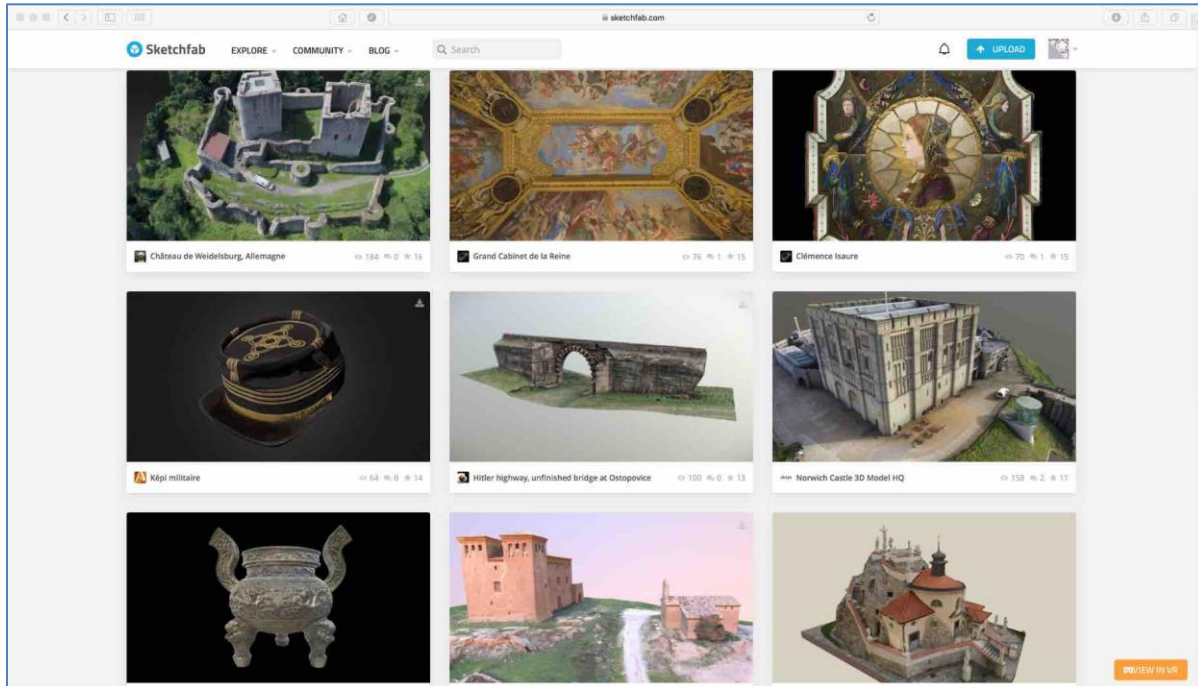 sketchfab.com
Sketchfab EXPLORE COMMUNITY BLOG Search UPLOAD
Château de Weidelsburg, Allemagne 184 0 16
Grand Cabinet de la Reine 76 1 15
Clémence Isaure 70 1 15
Képi militaire 64 0 14
Hitler highway, unfinished bridge at Ostopovice 100 0 13
Norwich Castle 3D Model HQ 158 2 11
VIEW IN VR